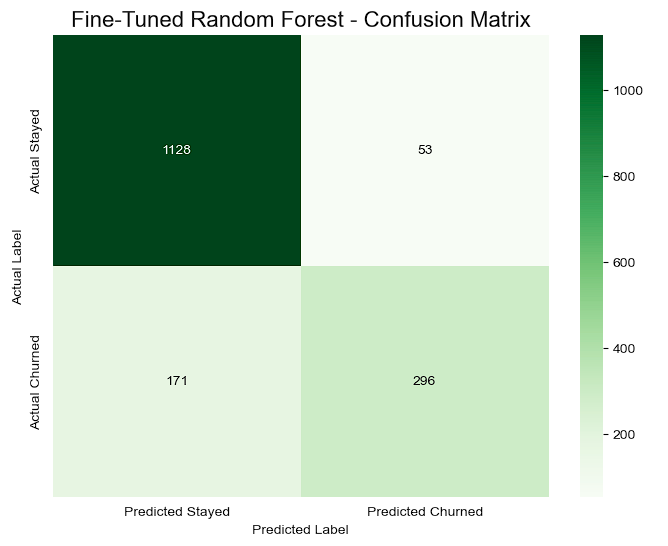 Fine-Tuned Random Forest - Confusion Matrix
Actual Label
Actual Stayed
1128
53
Actual Churned
171
296
Predicted Stayed
Predicted Churned
Predicted Label
1000
800
600
400
200